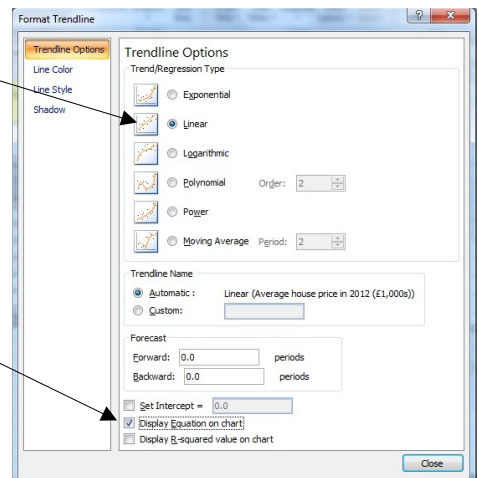 Format Trendline
Trendline Options
Line Color
Line Style
Shadow
Trendline Options
Trend/Regression Type
Exponential
Linear
Logarithmic
Polynomial Order: 2
Power
Moving Average Period: 2
Trendline Name
Automatic : Linear (Average house price in 2012 (£1,000s))
Custom:
Forecast
Forward: 0.0 periods
Backward: 0.0 periods
Set Intercept = 0.0
Display Equation on chart
Display R-squared value on chart
Close